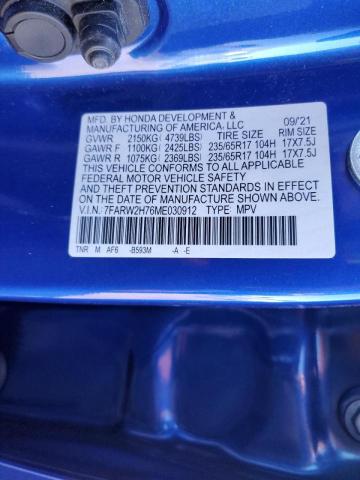 MFD. BY HONDA DEVELOPMENT & 09/'21
MANUFACTURING OF AMERICA, LLC
GVWR 2150KG( 4739LBS) TIRE SIZE RIM SIZE
GAWR F 1100KG( 2425LBS) 235/65R17 104H 17X7.5J
GAWR R 1075KG( 2369LBS) 235/65R17 104H 17X7.5J
THIS VEHICLE CONFORMS TO ALL APPLICABLE
FEDERAL MOTOR VEHICLE SAFETY
AND THEFT PREVENTION STANDARDS IN EFFECT
ON THE DATE OF MANUFACTURE SHOWN ABOVE.
V.I.N.: 7FARW2H76ME030912 TYPE: MPV
TNR M AF6 -B593M -A -E